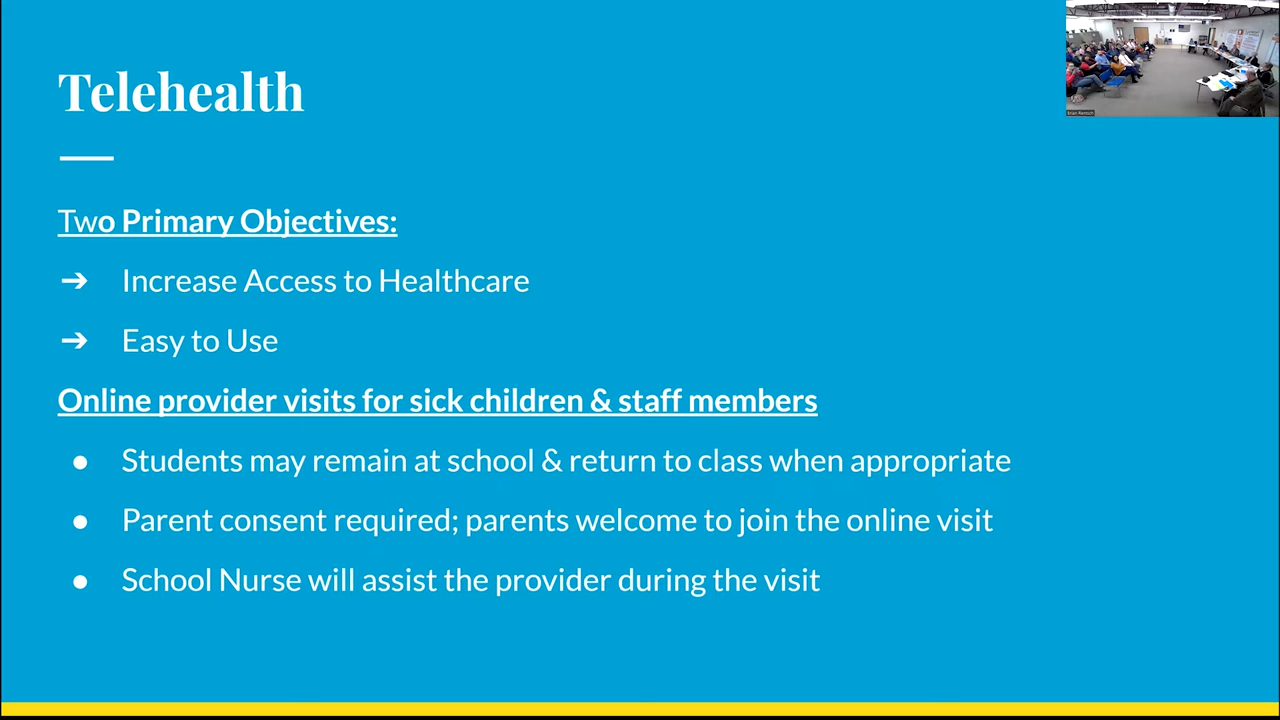 Telehealth
Two Primary Objectives:
➔ Increase Access to Healthcare
➔ Easy to Use
Online provider visits for sick children & staff members
● Students may remain at school & return to class when appropriate
● Parent consent required; parents welcome to join the online visit
● School Nurse will assist the provider during the visit